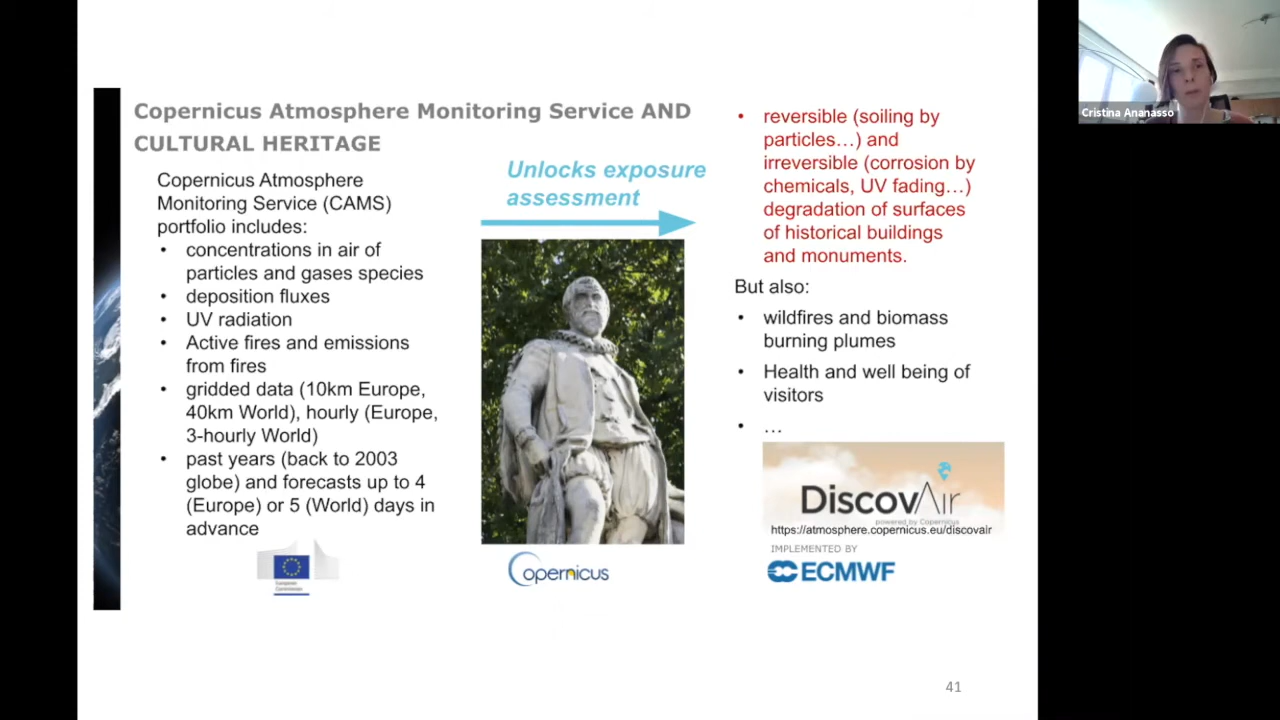 Copernicus Atmosphere Monitoring Service AND
CULTURAL HERITAGE
Copernicus Atmosphere
Monitoring Service (CAMS)
portfolio includes:
• concentrations in air of
particles and gases species
• deposition fluxes
• UV radiation
• Active fires and emissions
from fires
• gridded data (10km Europe,
40km World), hourly (Europe,
3-hourly World)
• past years (back to 2003
globe) and forecasts up to 4
(Europe) or 5 (World) days in
advance
European
Commission
Unlocks exposure
assessment
Copernicus
• reversible (soiling by
particles…) and
irreversible (corrosion by
chemicals, UV fading…)
degradation of surfaces
of historical buildings
and monuments.
But also:
• wildfires and biomass
burning plumes
• Health and well being of
visitors
• …
DiscovAir
powered by Copernicus
https://atmosphere.copernicus.eu/discovair
IMPLEMENTED BY
ECMWF
41
Cristina Ananasso